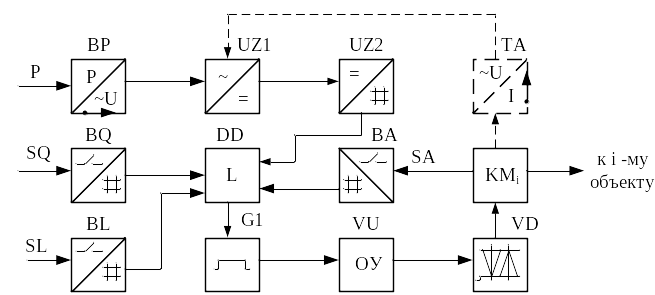 BP
UZ1
UZ2
TA
P
P
~U
~
=
=
~U
I
BQ
DD
BA
SQ
L
SA
KMi
к i -му
объекту
BL
G1
VU
VD
SL
ОУ